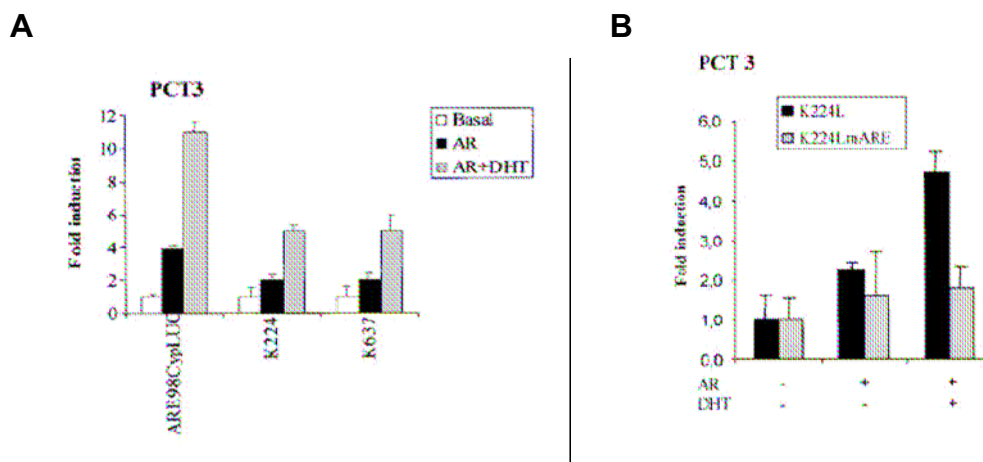 A
PCT3
Fold induction
12
10
8
6
4
2
0
Basal
AR
AR+DHT
ARE98CypLUC
K224
K637
B
PCT 3
K224L
K224LmARE
Fold induction
6,0
5,0
4,0
3,0
2,0
1,0
0,0
AR - + +
DHT - - +